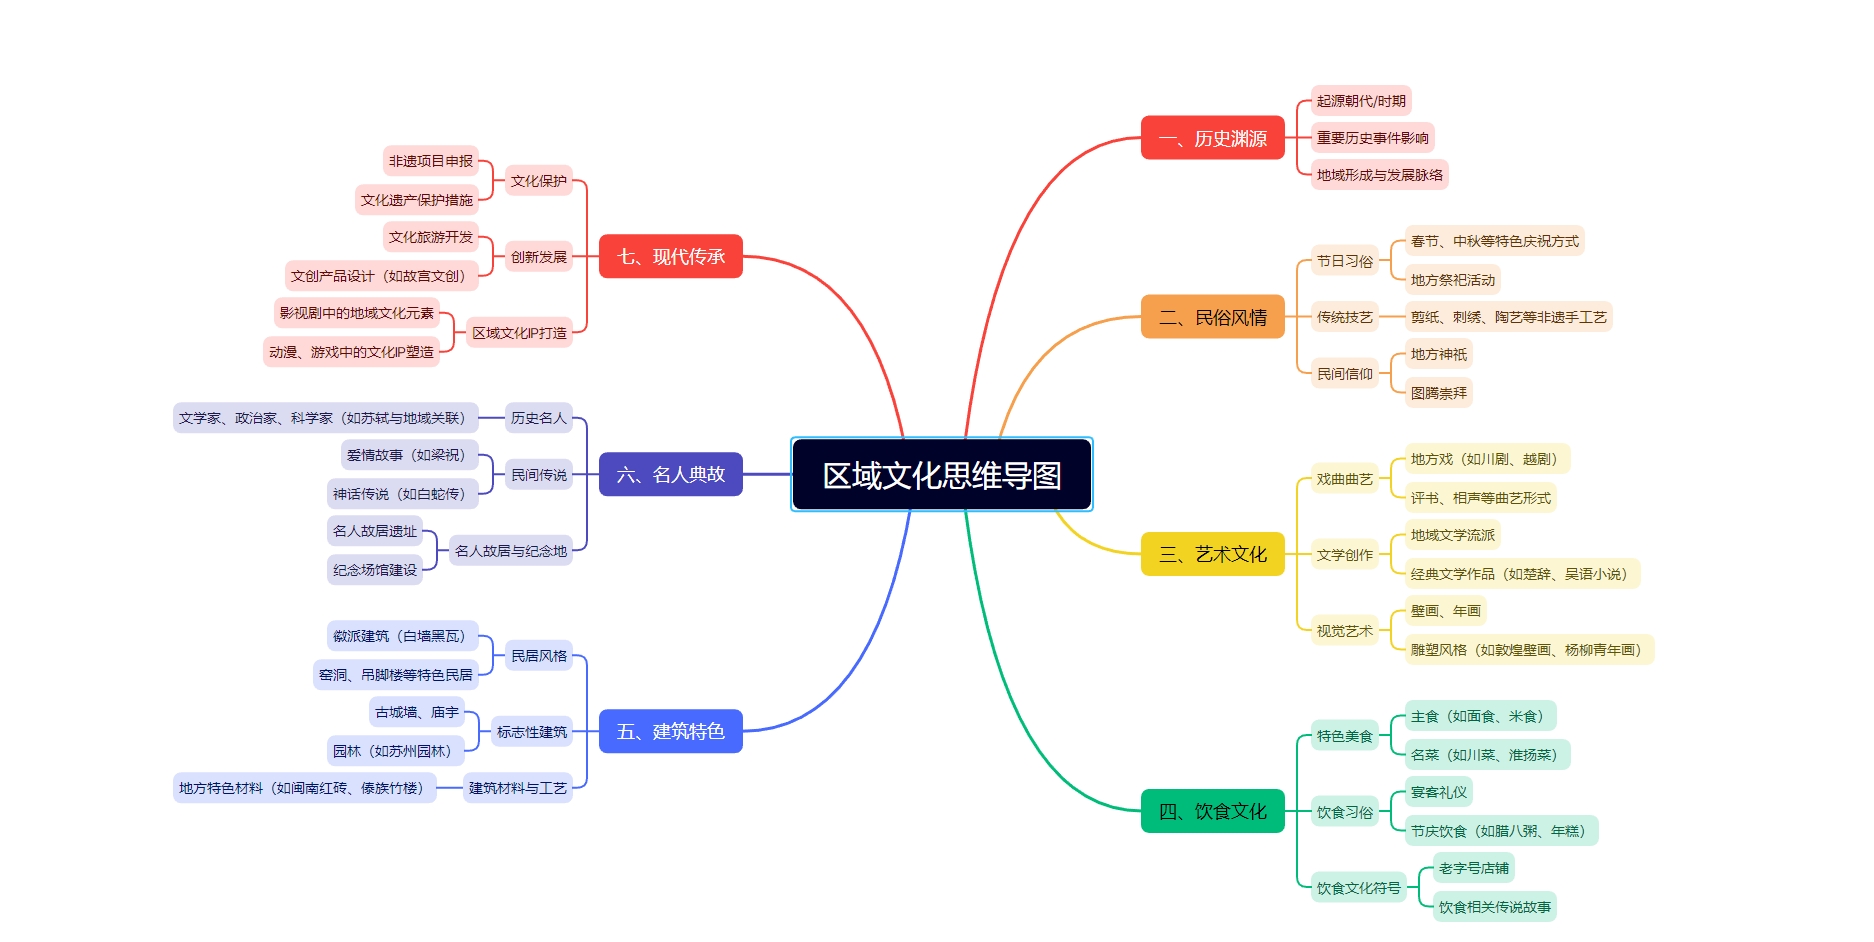 区域文化思维导图
一、历史渊源
起源朝代/时期
重要历史事件影响
地域形成与发展脉络
二、民俗风情
节日习俗
春节、中秋等特色庆祝方式
地方祭祀活动
传统技艺
剪纸、刺绣、陶艺等非遗手工艺
民间信仰
地方神祇
图腾崇拜
三、艺术文化
戏曲曲艺
地方戏（如川剧、越剧）
评书、相声等曲艺形式
文学创作
地域文学流派
经典文学作品（如楚辞、吴语小说）
视觉艺术
壁画、年画
雕塑风格（如敦煌壁画、杨柳青年画）
四、饮食文化
特色美食
主食（如面食、米食）
名菜（如川菜、淮扬菜）
饮食习俗
宴客礼仪
节庆饮食（如腊八粥、年糕）
饮食文化符号
老字号店铺
饮食相关传说故事
五、建筑特色
民居风格
徽派建筑（白墙黑瓦）
窑洞、吊脚楼等特色民居
标志性建筑
古城墙、庙宇
园林（如苏州园林）
建筑材料与工艺
地方特色材料（如闽南红砖、傣族竹楼）
六、名人典故
历史名人
文学家、政治家、科学家（如苏轼与地域关联）
民间传说
爱情故事（如梁祝）
神话传说（如白蛇传）
名人故居与纪念地
名人故居遗址
纪念场馆建设
七、现代传承
文化保护
非遗项目申报
文化遗产保护措施
创新发展
文化旅游开发
文创产品设计（如故宫文创）
区域文化IP打造
影视剧中的地域文化元素
动漫、游戏中的文化IP塑造